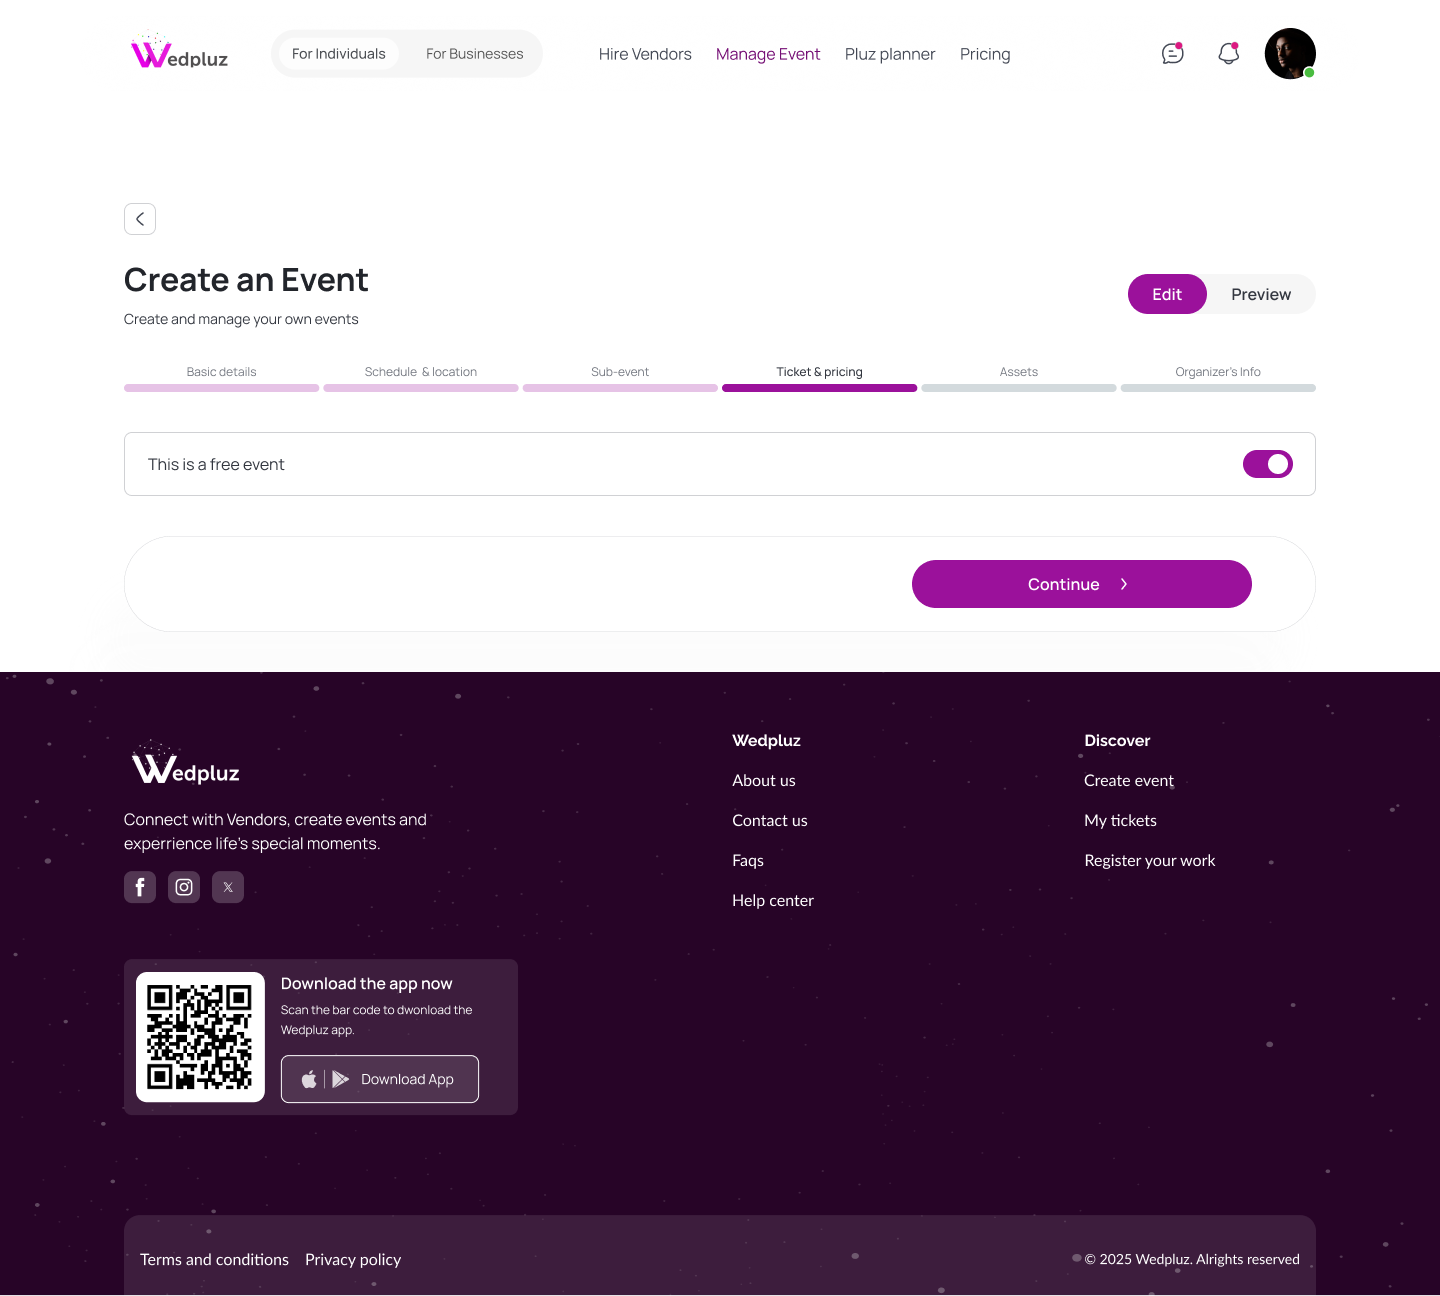 Wedpluz
For Individuals
For Businesses
Hire Vendors
Manage Event
Pluz planner
Pricing
Create an Event
Create and manage your own events
Edit
Preview
Basic details
Schedule & location
Sub-event
Ticket & pricing
Assets
Organizer's Info
This is a free event
Continue
Wedpluz
Connect with Vendors, create events and
experrience life's special moments.
Download the app now
Scan the bar code to dwonload the
Wedpluz app.
Download App
Wedpluz
About us
Contact us
Faqs
Help center
Discover
Create event
My tickets
Register your work
Terms and conditions
Privacy policy
© 2025 Wedpluz. Alrights reserved